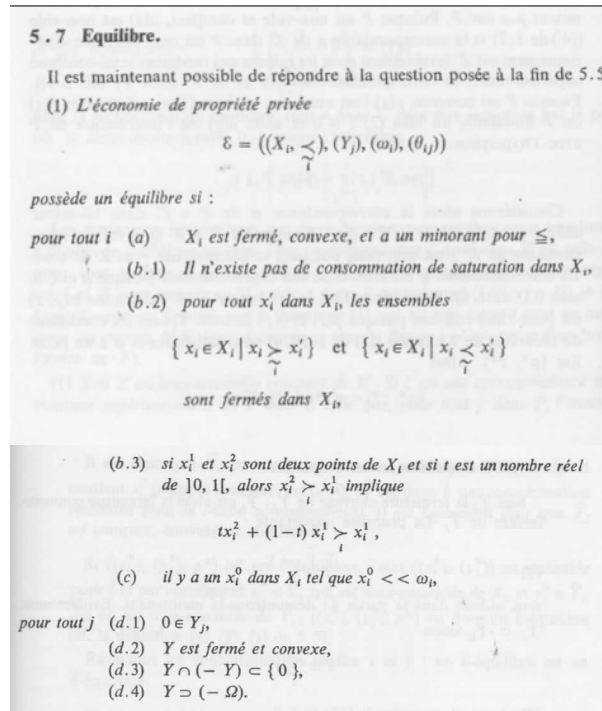 5.7 Equilibre.
Il est maintenant possible de répondre à la question posée à la fin de 5.5
(1) L'économie de propriété privée
ℰ = ((X_i, ≾_i), (Y_j), (ω_i), (θ_ij))
possède un équilibre si :
pour tout i (a) X_i est fermé, convexe, et a un minorant pour ≦,
(b.1) Il n'existe pas de consommation de saturation dans X_i,
(b.2) pour tout x_i' dans X_i, les ensembles
{ x_i ∈ X_i | x_i ≿_i x_i' } et { x_i ∈ X_i | x_i ≾_i x_i' }
sont fermés dans X_i,
(b.3) si x_i^1 et x_i^2 sont deux points de X_i et si t est un nombre réel
de ]0, 1[, alors x_i^2 ≻_i x_i^1 implique
tx_i^2 + (1−t) x_i^1 ≻_i x_i^1 ,
(c) il y a un x_i^0 dans X_i tel que x_i^0 << ω_i,
pour tout j (d.1) 0 ∈ Y_j,
(d.2) Y est fermé et convexe,
(d.3) Y ∩ (− Y) ⊂ { 0 },
(d.4) Y ⊃ (− Ω).